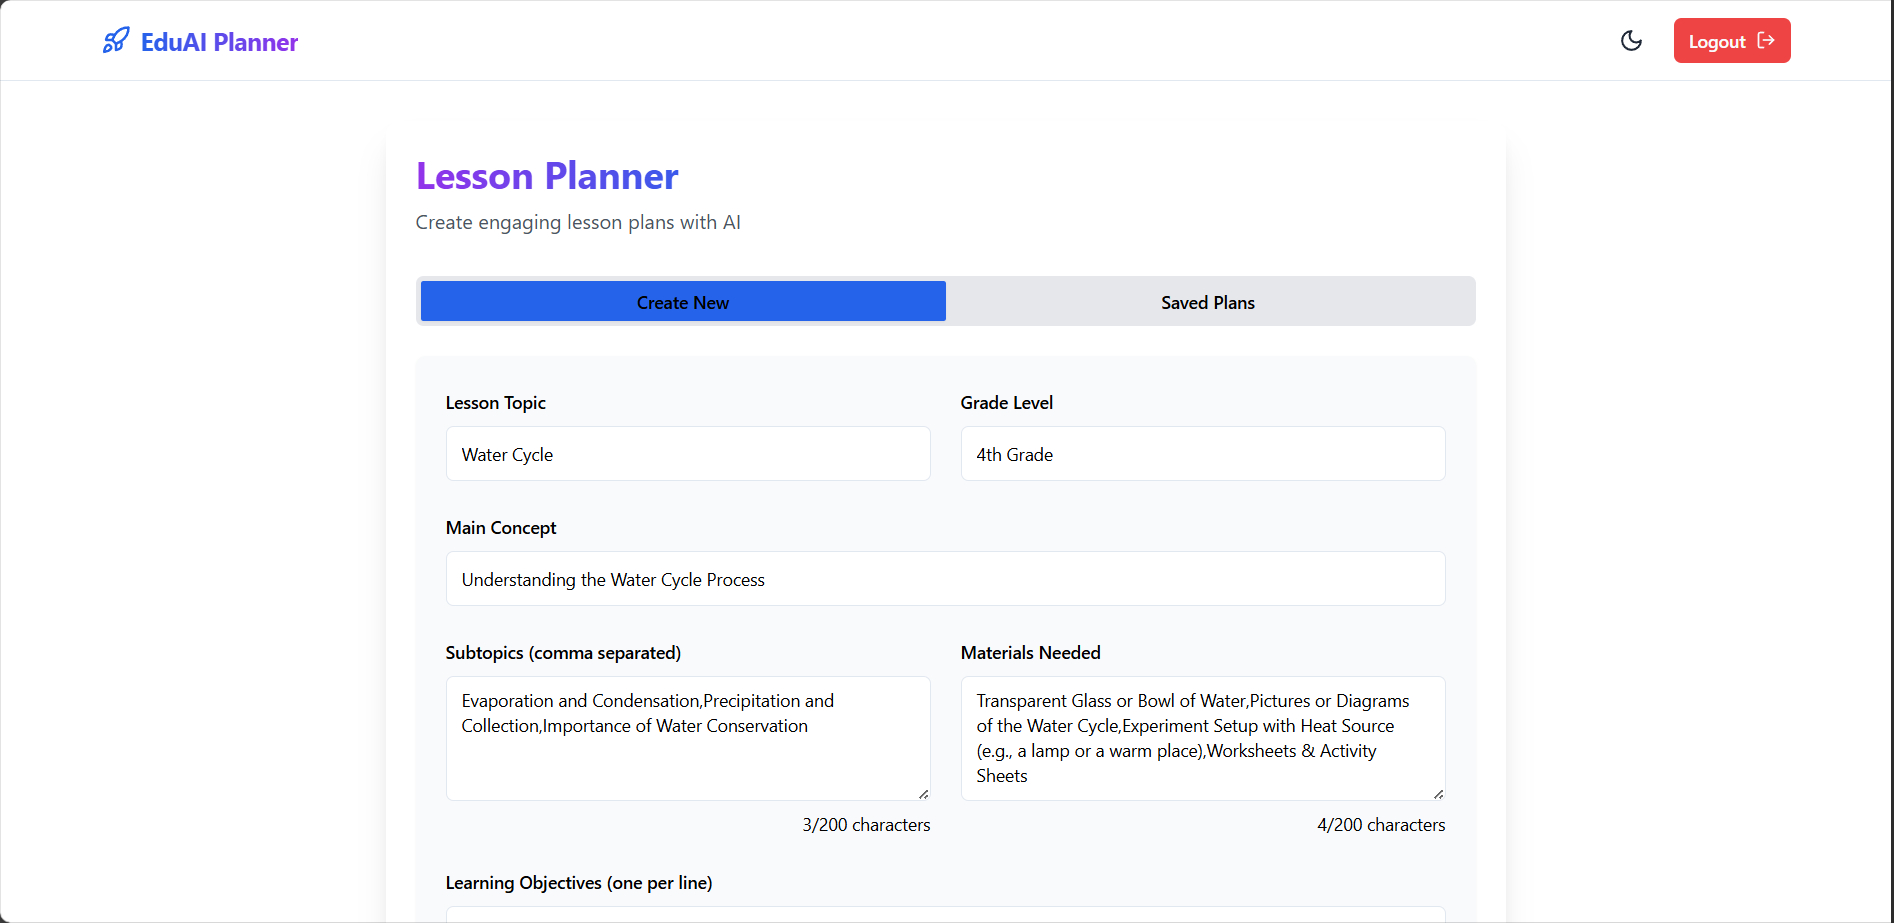 EduAI Planner
Logout
Lesson Planner
Create engaging lesson plans with AI
Create New
Saved Plans
Lesson Topic
Grade Level
Water Cycle
4th Grade
Main Concept
Understanding the Water Cycle Process
Subtopics (comma separated)
Evaporation and Condensation,Precipitation and
Collection,Importance of Water Conservation
3/200 characters
Materials Needed
Transparent Glass or Bowl of Water,Pictures or Diagrams
of the Water Cycle,Experiment Setup with Heat Source
(e.g., a lamp or a warm place),Worksheets & Activity
Sheets
4/200 characters
Learning Objectives (one per line)